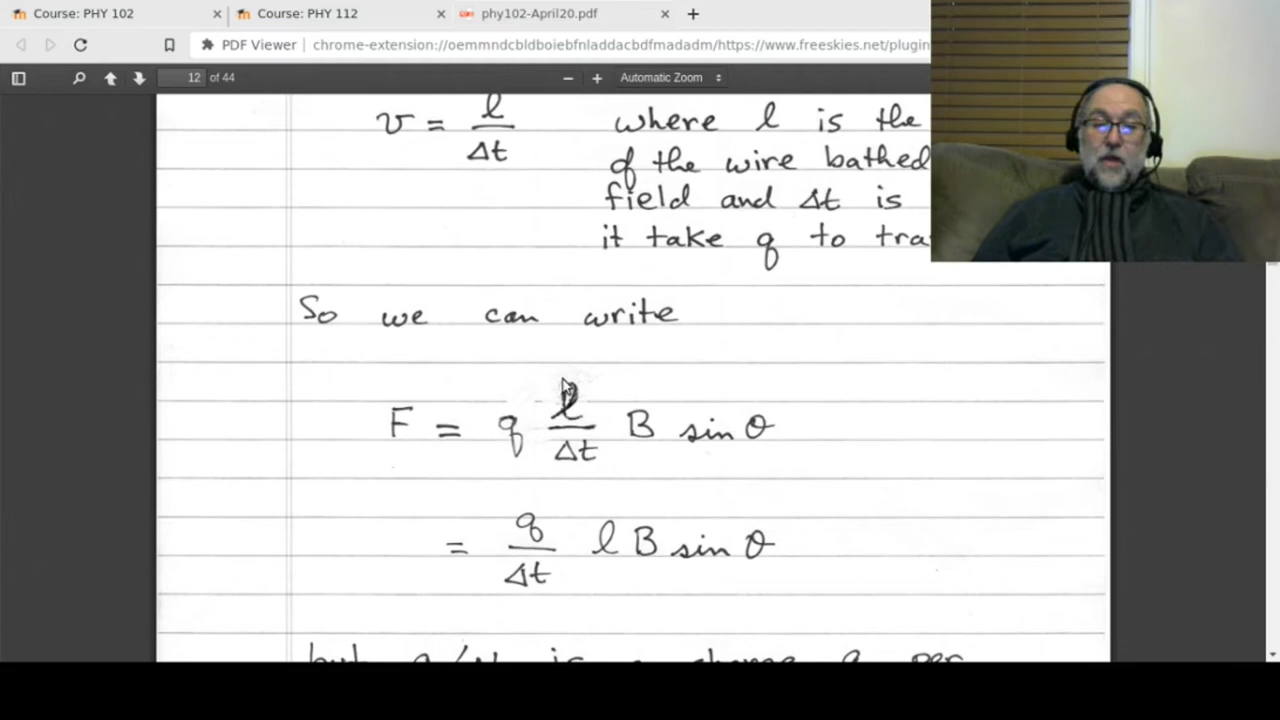 Course: PHY 102
Course: PHY 112
phy102-April20.pdf
PDF Viewer chrome-extension://oemmndcbldboiebfnladdacbdfmadadm/https://www.freeskies.net/plugin
12 of 44
Automatic Zoom
v = l / Δt
where l is the
of the wire bathed
field and Δt is
it take q to tra
So we can write
F = q l / Δt B sin θ
= q / Δt l B sin θ